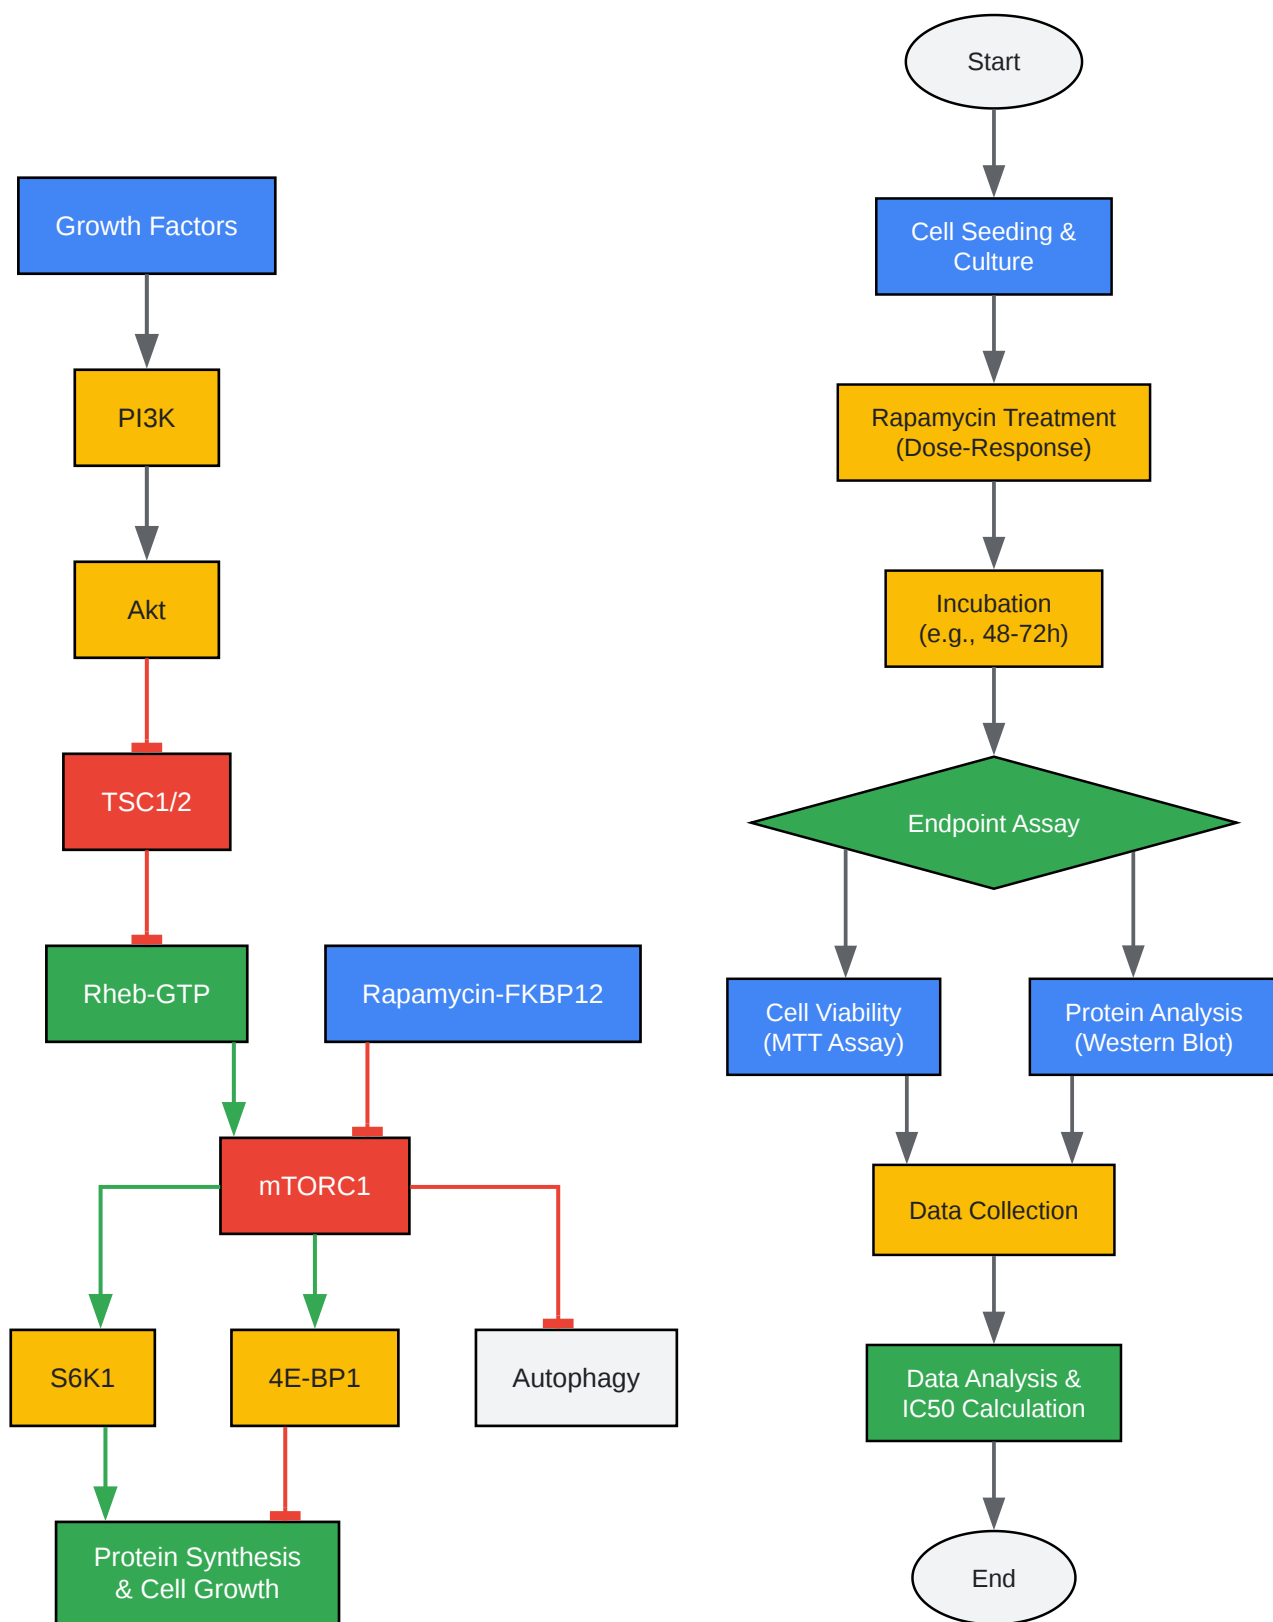 Growth Factors
PI3K
Akt
TSC1/2
Rheb-GTP
Rapamycin-FKBP12
mTORC1
S6K1
4E-BP1
Autophagy
Protein Synthesis
& Cell Growth
Start
Cell Seeding &
Culture
Rapamycin Treatment
(Dose-Response)
Incubation
(e.g., 48-72h)
Endpoint Assay
Cell Viability
(MTT Assay)
Protein Analysis
(Western Blot)
Data Collection
Data Analysis &
IC50 Calculation
End